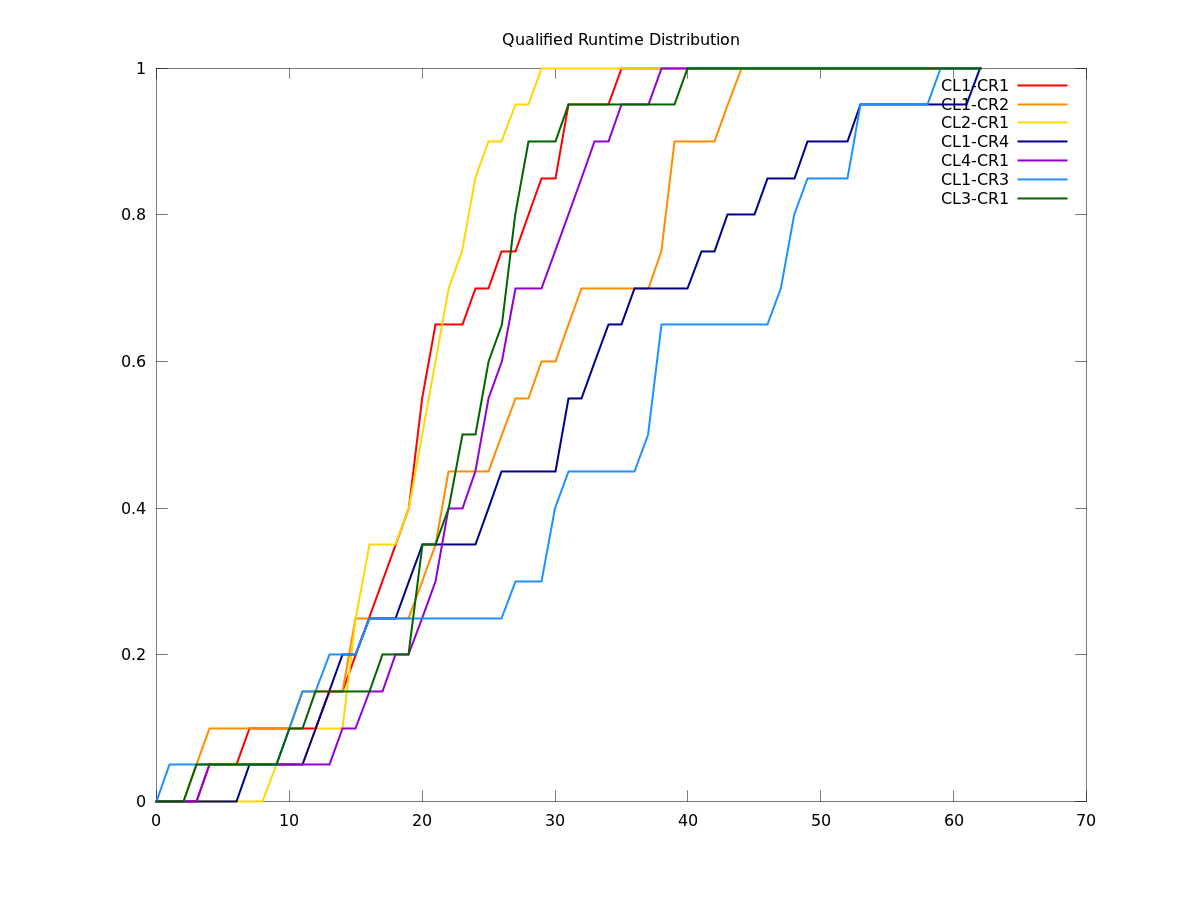 Qualified Runtime Distribution
1
0.8
0.6
0.4
0.2
0
0 10 20 30 40 50 60 70
CL1-CR1
CL1-CR2
CL2-CR1
CL1-CR4
CL4-CR1
CL1-CR3
CL3-CR1